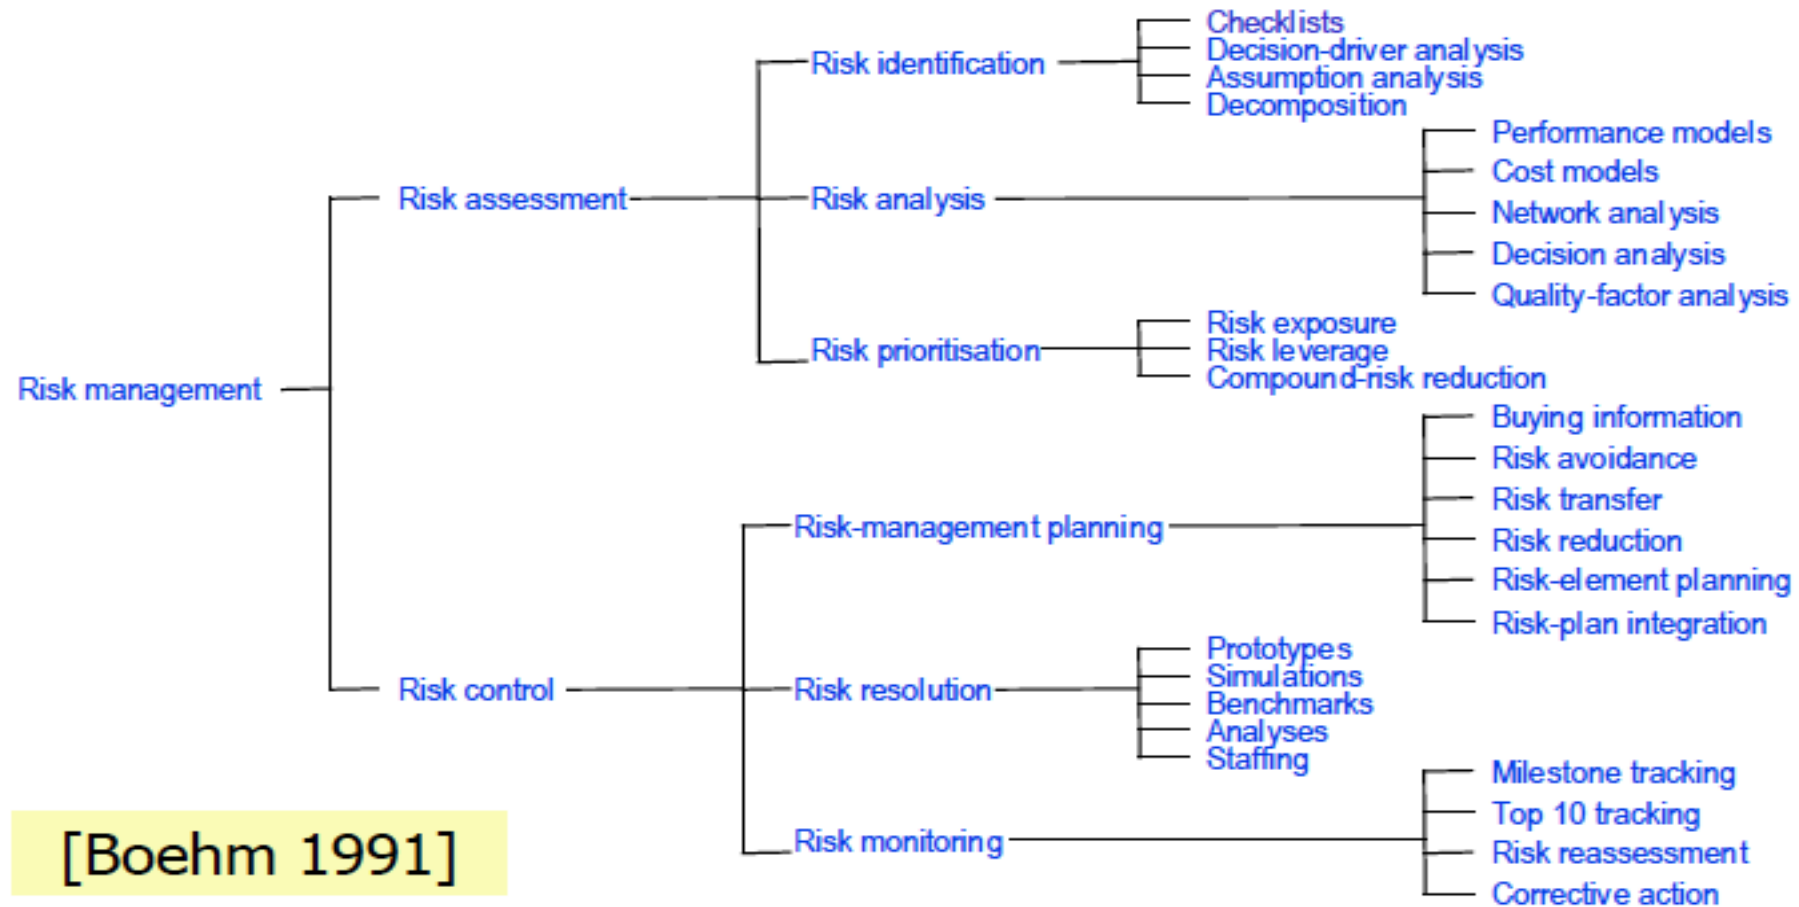 Risk management
Risk assessment
Risk identification
Checklists
Decision-driver analysis
Assumption analysis
Decomposition
Risk analysis
Performance models
Cost models
Network analysis
Decision analysis
Quality-factor analysis
Risk prioritisation
Risk exposure
Risk leverage
Compound-risk reduction
Risk control
Risk-management planning
Buying information
Risk avoidance
Risk transfer
Risk reduction
Risk-element planning
Risk-plan integration
Risk resolution
Prototypes
Simulations
Benchmarks
Analyses
Staffing
Risk monitoring
Milestone tracking
Top 10 tracking
Risk reassessment
Corrective action
[Boehm 1991]